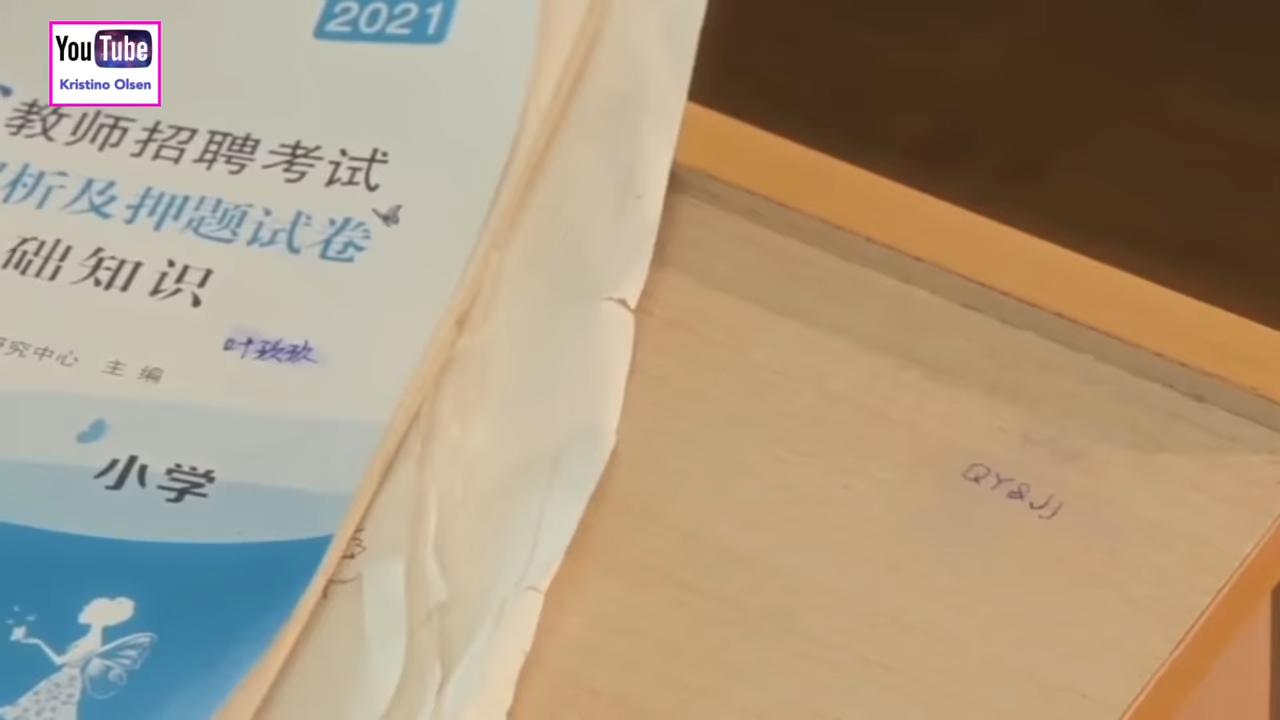 YouTube
Kristino Olsen
2021
教师招聘考试
析及押题试卷
础知识
究中心 主编
叶玫玖
小学
QY&JJ